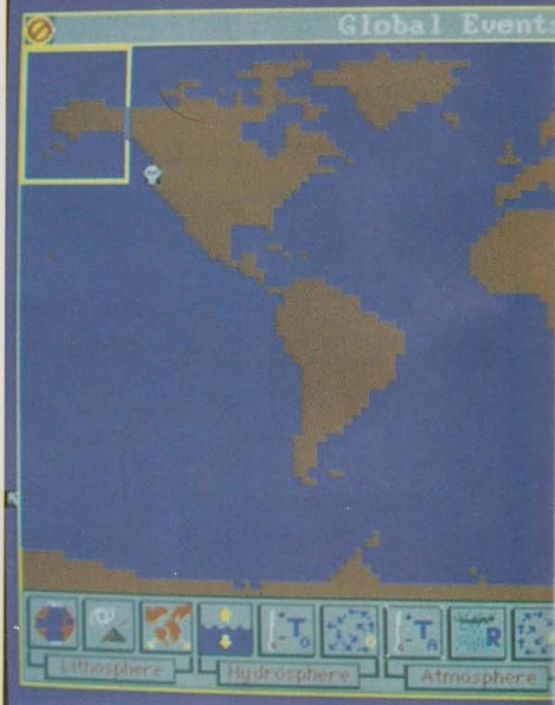 Global Event
T O
T A
R
Lithosphere
Hydrosphere
Atmosphere